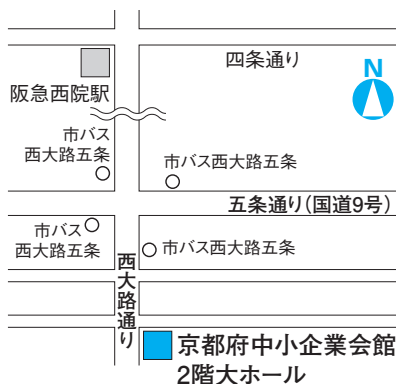 四条通り
N
阪急西院駅
市バス
西大路五条
市バス西大路五条
五条通り(国道9号)
市バス
西大路五条
市バス西大路五条
西大路通り
京都府中小企業会館
2階大ホール